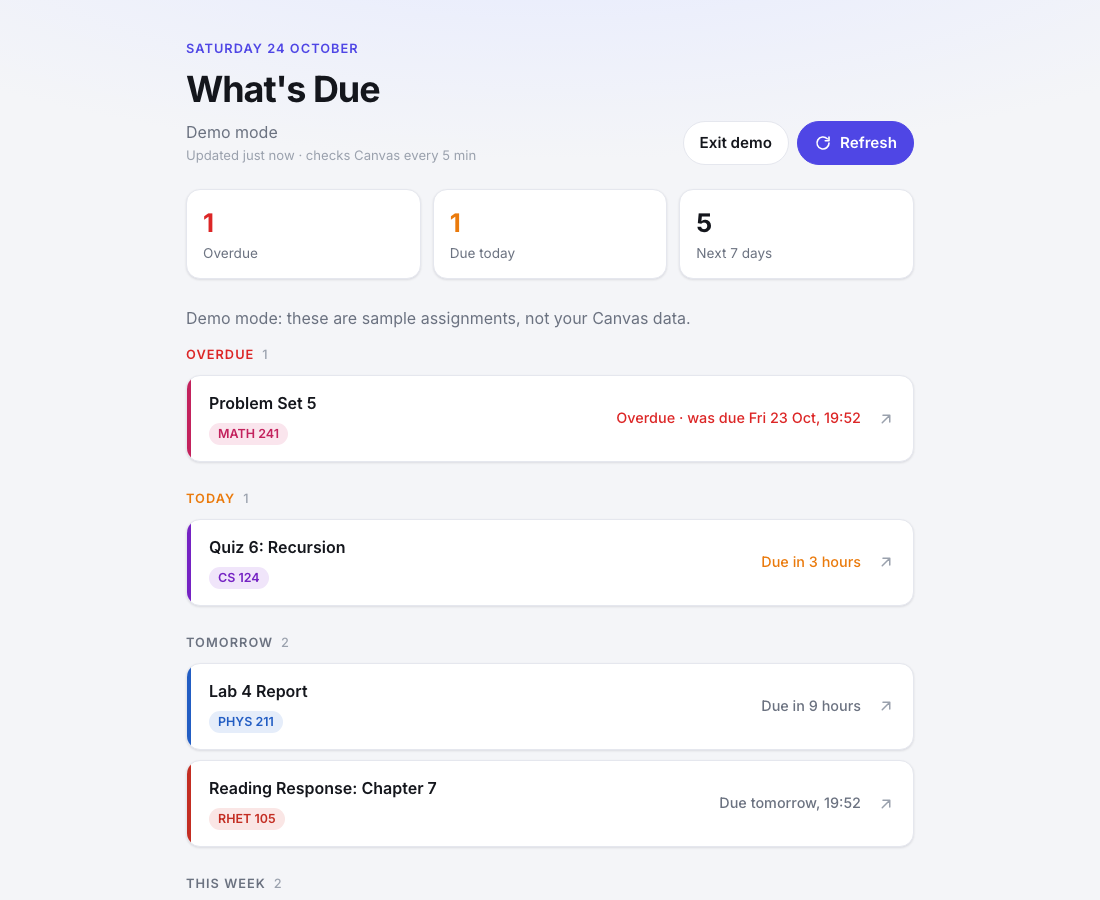 SATURDAY 24 OCTOBER
What's Due
Demo mode
Updated just now · checks Canvas every 5 min
Exit demo
Refresh
1
Overdue
1
Due today
5
Next 7 days
Demo mode: these are sample assignments, not your Canvas data.
OVERDUE 1
Problem Set 5
MATH 241
Overdue · was due Fri 23 Oct, 19:52
TODAY 1
Quiz 6: Recursion
CS 124
Due in 3 hours
TOMORROW 2
Lab 4 Report
PHYS 211
Due in 9 hours
Reading Response: Chapter 7
RHET 105
Due tomorrow, 19:52
THIS WEEK 2